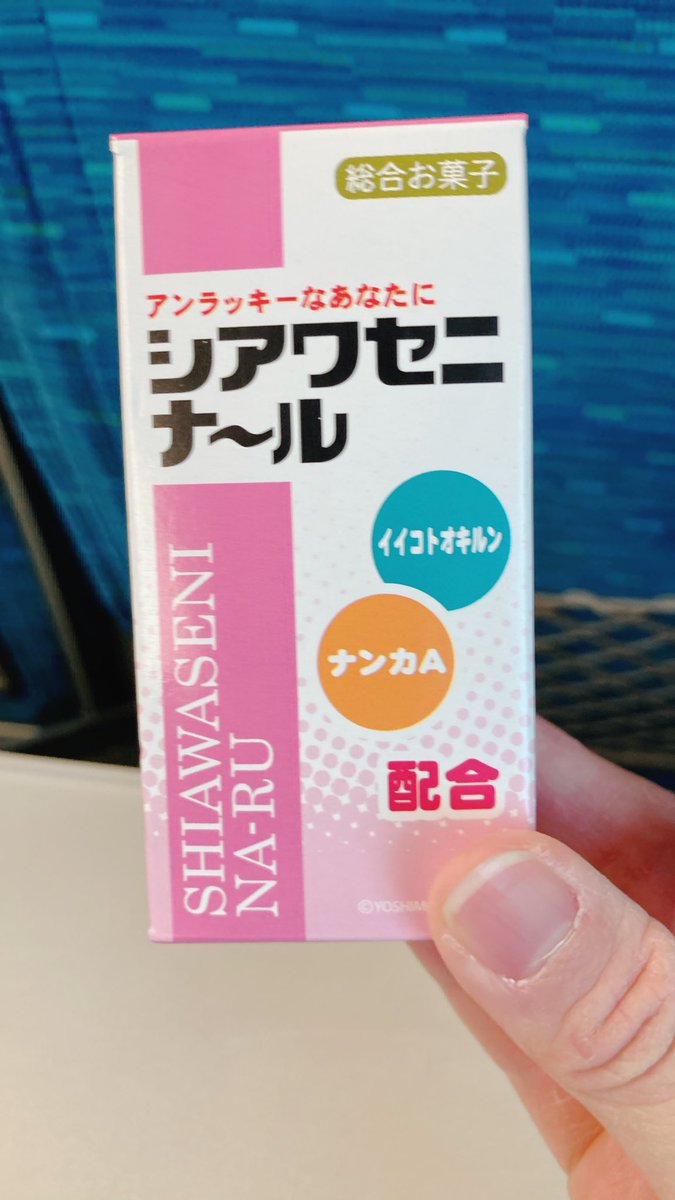 総合お菓子
アンラッキーなあなたに
シアワセニ
ナ〜ル
イイコトオキルン
ナンカA
配合
SHIAWASENI
NA-RU